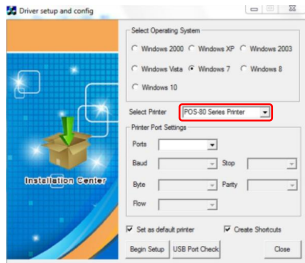 Driver setup and config
Select Operating System
Windows 2000 Windows XP Windows 2003
Windows Vista Windows 7 Windows 8
Windows 10
Select Printer POS-80 Series Printer
Printer Port Settings
Ports
Baud Stop
Byte Parity
Flow
Installation Center
Set as default printer Create Shortcuts
Begin Setup USB Port Check Close